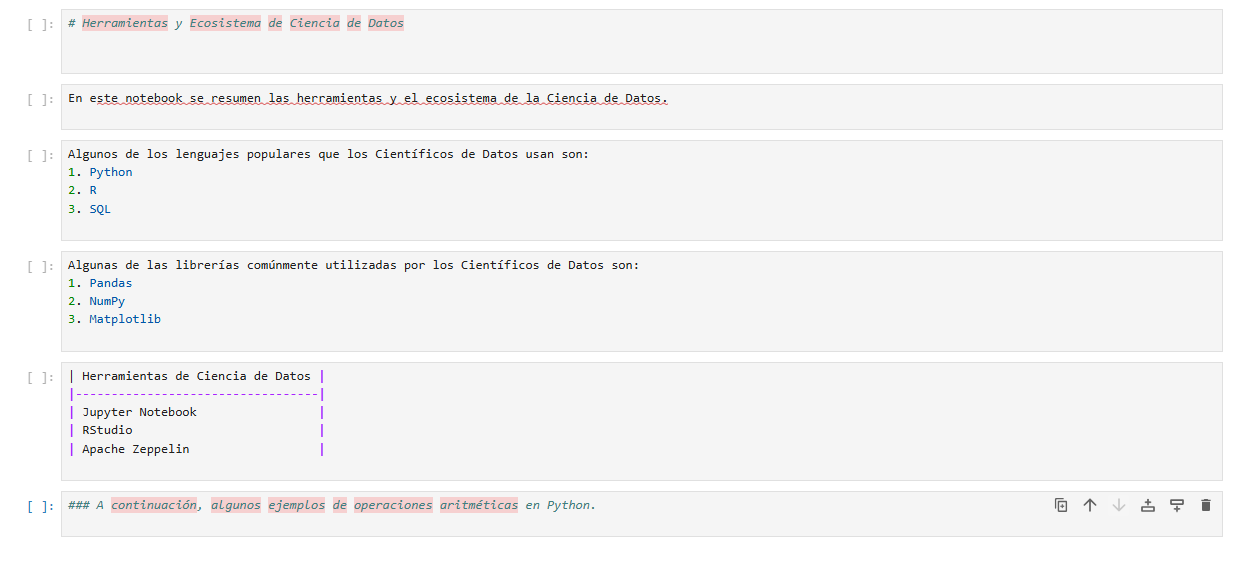 [ ]: # Herramientas y Ecosistema de Ciencia de Datos
[ ]: En este notebook se resumen las herramientas y el ecosistema de la Ciencia de Datos.
[ ]: Algunos de los lenguajes populares que los Científicos de Datos usan son:
1. Python
2. R
3. SQL
[ ]: Algunas de las librerías comúnmente utilizadas por los Científicos de Datos son:
1. Pandas
2. NumPy
3. Matplotlib
[ ]: | Herramientas de Ciencia de Datos |
|----------------------------------|
| Jupyter Notebook                 |
| RStudio                          |
| Apache Zeppelin                  |
[ ]: ### A continuación, algunos ejemplos de operaciones aritméticas en Python.